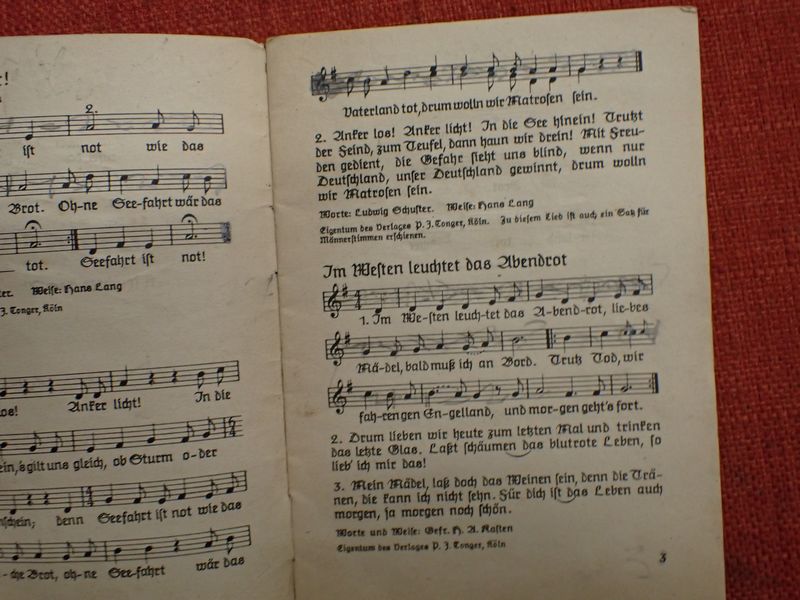 r!
2.
ist not wie das
Brot. Oh-ne See-fahrt wär das
tot. Seefahrt ist not!
Weise: Hans Lang
J. Tonger, Köln
los! Anker licht! In die
ein,'s gilt uns gleich, ob Sturm o-der
schein; denn Seefahrt ist not wie das
che Brot, oh-ne See-fahrt wär das
Vaterland tot, drum wolln wir Matrosen sein.
2. Anker los! Anker licht! In die See hinein! Trutzt
der Feind, zum Teufel, dann haun wir drein! Mit Freu-
den gedient, die Gefahr sieht uns blind, wenn nur
Deutschland, unser Deutschland gewinnt, drum wolln
wir Matrosen sein.
Worte: Ludwig Schuster. Weise: Hans Lang
Eigentum des Verlages P. J. Tonger, Köln. Zu diesem Lied ist auch ein Satz für
Männerstimmen erschienen.
Im Westen leuchtet das Abendrot
1. Im We-sten leuch-tet das A-bend-rot, lie-bes
Mä-del, bald muß ich an Bord. Trutz Tod, wir
fah-ren gen En-gelland, und mor-gen geht's fort.
2. Drum lieben wir heute zum letzten Mal und trinken
das letzte Glas. Laßt schäumen das blutrote Leben, so
lieb' ich mir das!
3. Mein Mädel, laß doch das Weinen sein, denn die Trä-
nen, die kann ich nicht sehn. Für dich ist das Leben auch
morgen, ja morgen noch schön.
Worte und Weise: Gefr. H. A. Kosten
Eigentum des Verlages P. J. Tonger, Köln
3